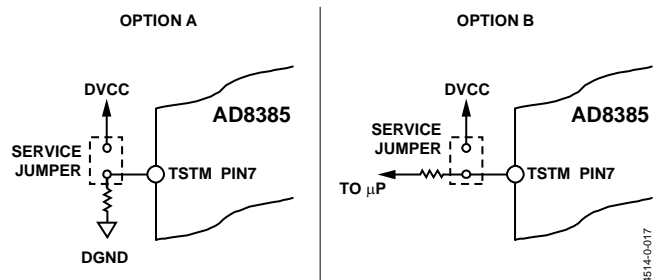 OPTION A
DVCC
AD8385
SERVICE
JUMPER
TSTM PIN7
DGND
OPTION B
DVCC
AD8385
SERVICE
JUMPER
TSTM PIN7
TO μP
4514-0-017